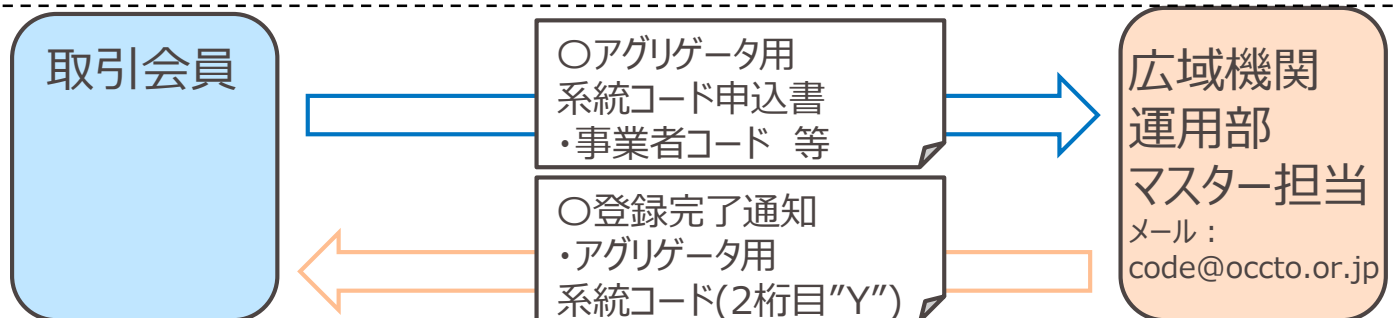 取引会員
〇アグリゲータ用
系統コード申込書
・事業者コード 等
〇登録完了通知
・アグリゲータ用
系統コード(2桁目”Y”)
広域機関
運用部
マスター担当
メール：
code@occto.or.jp